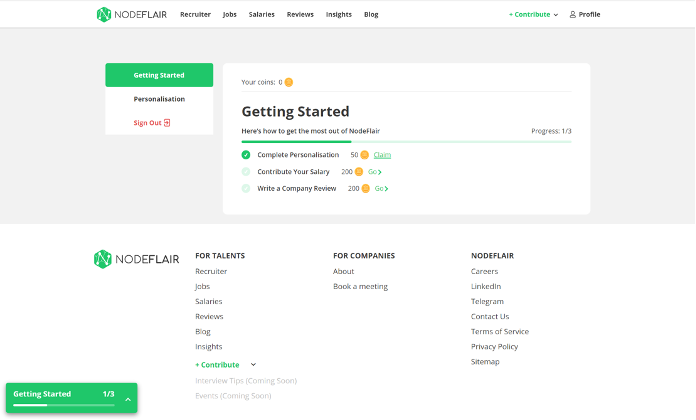 NODEFLAIR Recruiter Jobs Salaries Reviews Insights Blog + Contribute Profile
Getting Started
Personalisation
Sign Out
Your coins: 0
Getting Started
Here's how to get the most out of NodeFlair Progress: 1/3
Complete Personalisation 50 Claim
Contribute Your Salary 200 Go
Write a Company Review 200 Go
NODEFLAIR
FOR TALENTS
Recruiter
Jobs
Salaries
Reviews
Blog
Insights
+ Contribute
Interview Tips (Coming Soon)
Events (Coming Soon)
FOR COMPANIES
About
Book a meeting
NODEFLAIR
Careers
LinkedIn
Telegram
Contact Us
Terms of Service
Privacy Policy
Sitemap
Getting Started 1/3